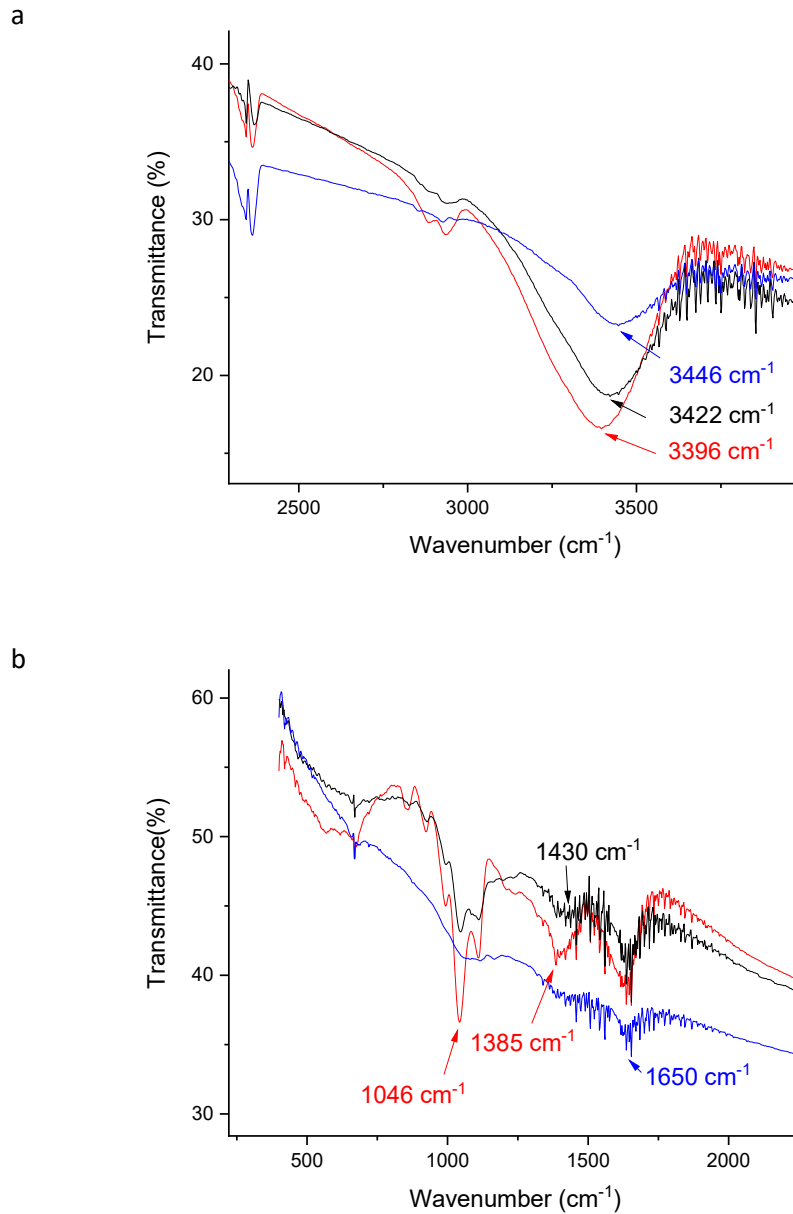 a
40
30
20
Transmittance (%)
3446 cm-1
3422 cm-1
3396 cm-1
2500
3000
3500
Wavenumber (cm-1)
b
60
50
40
30
Transmittance(%)
1430 cm-1
1385 cm-1
1046 cm-1
1650 cm-1
500
1000
1500
2000
Wavenumber (cm-1)